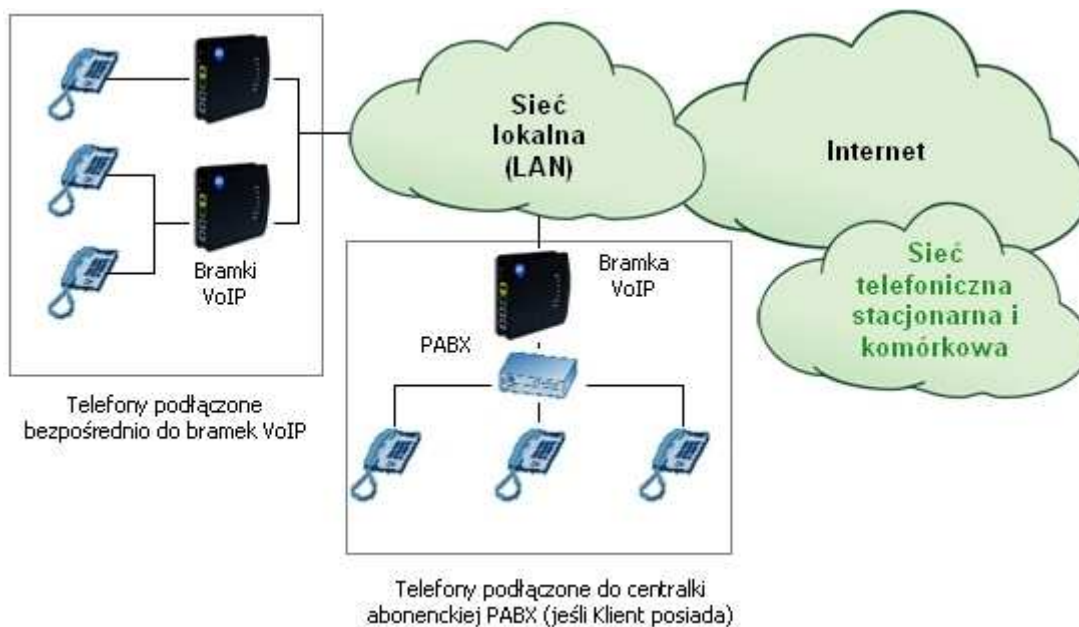 Sieć
lokalna
(LAN)
Internet
Sieć
telefoniczna
stacjonarna i
komórkowa
Bramki
VoIP
Bramka
VoIP
PABX
Telefony podłączone
bezpośrednio do bramek VoIP
Telefony podłączone do centralki
abonenckiej PABX (jeśli Klient posiada)